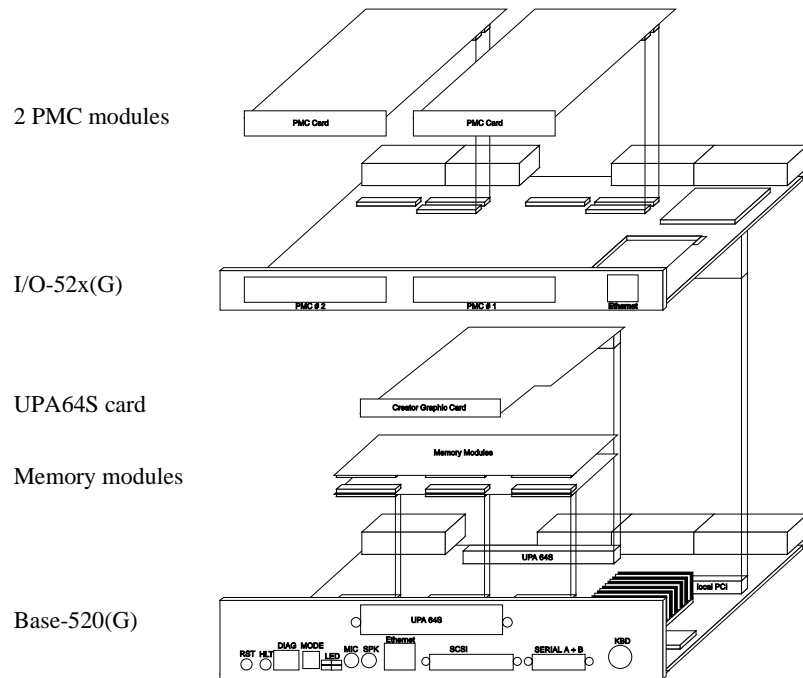 2 PMC modules
PMC Card
PMC Card
I/O-52x(G)
PMC # 2
PMC # 1
Ethernet
UPA64S card
Creator Graphic Card
Memory modules
Memory Modules
UPA 64S
local PCI
Base-520(G)
UPA 64S
RST
HLT
DIAG
MODE
LED
MIC
SPK
Ethernet
SCSI
SERIAL A + B
KBD